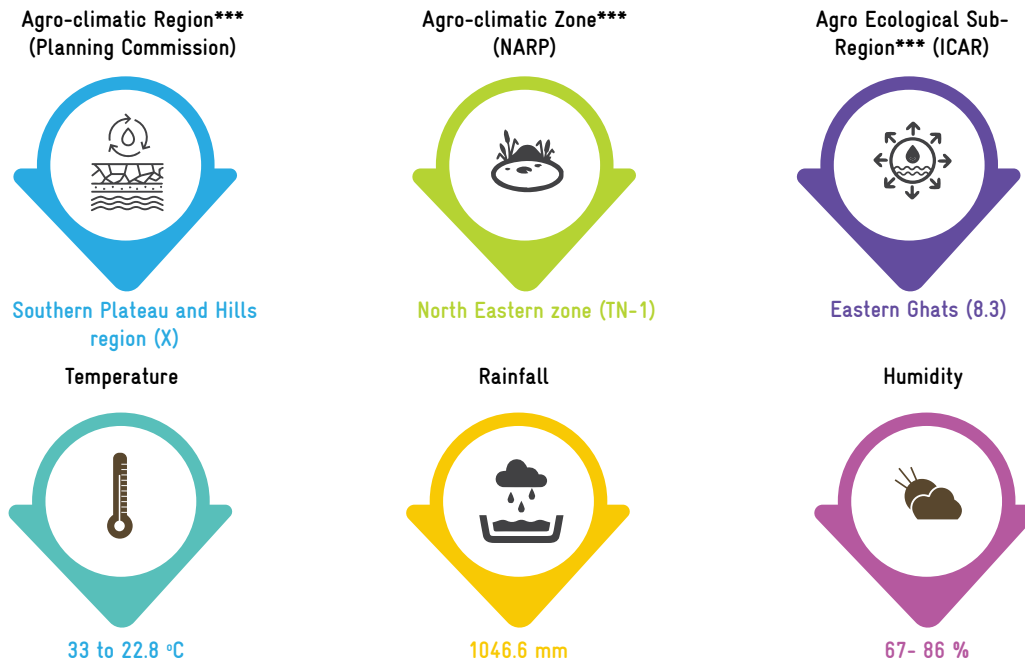 Agro-climatic Region***
(Planning Commission)
Agro-climatic Zone***
(NARP)
Agro Ecological Sub-
Region*** (ICAR)
Southern Plateau and Hills
region (X)
North Eastern zone (TN-1)
Eastern Ghats (8.3)
Temperature
Rainfall
Humidity
33 to 22.8 °C
1046.6 mm
67- 86 %